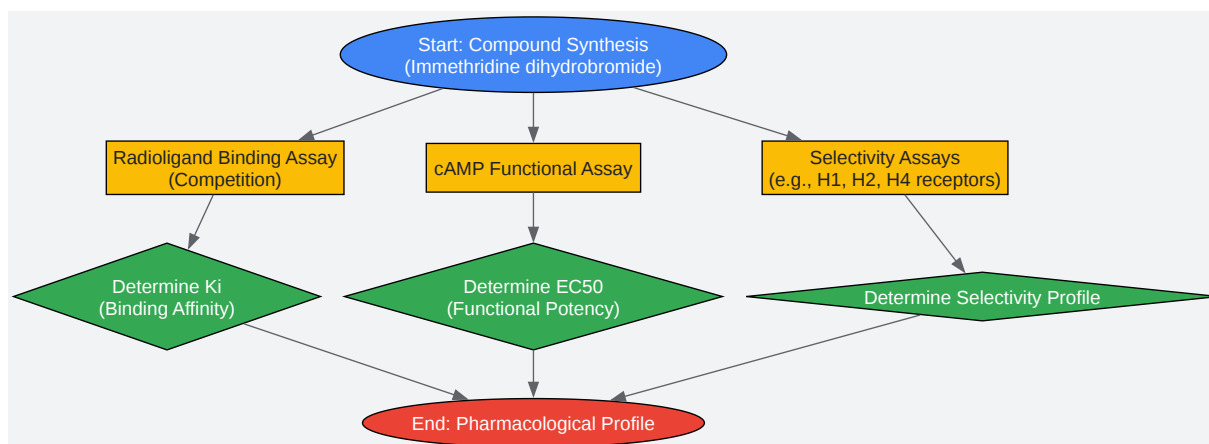 Start: Compound Synthesis
(Immethridine dihydrobromide)
Radioligand Binding Assay
(Competition)
cAMP Functional Assay
Selectivity Assays
(e.g., H1, H2, H4 receptors)
Determine Ki
(Binding Affinity)
Determine EC50
(Functional Potency)
Determine Selectivity Profile
End: Pharmacological Profile